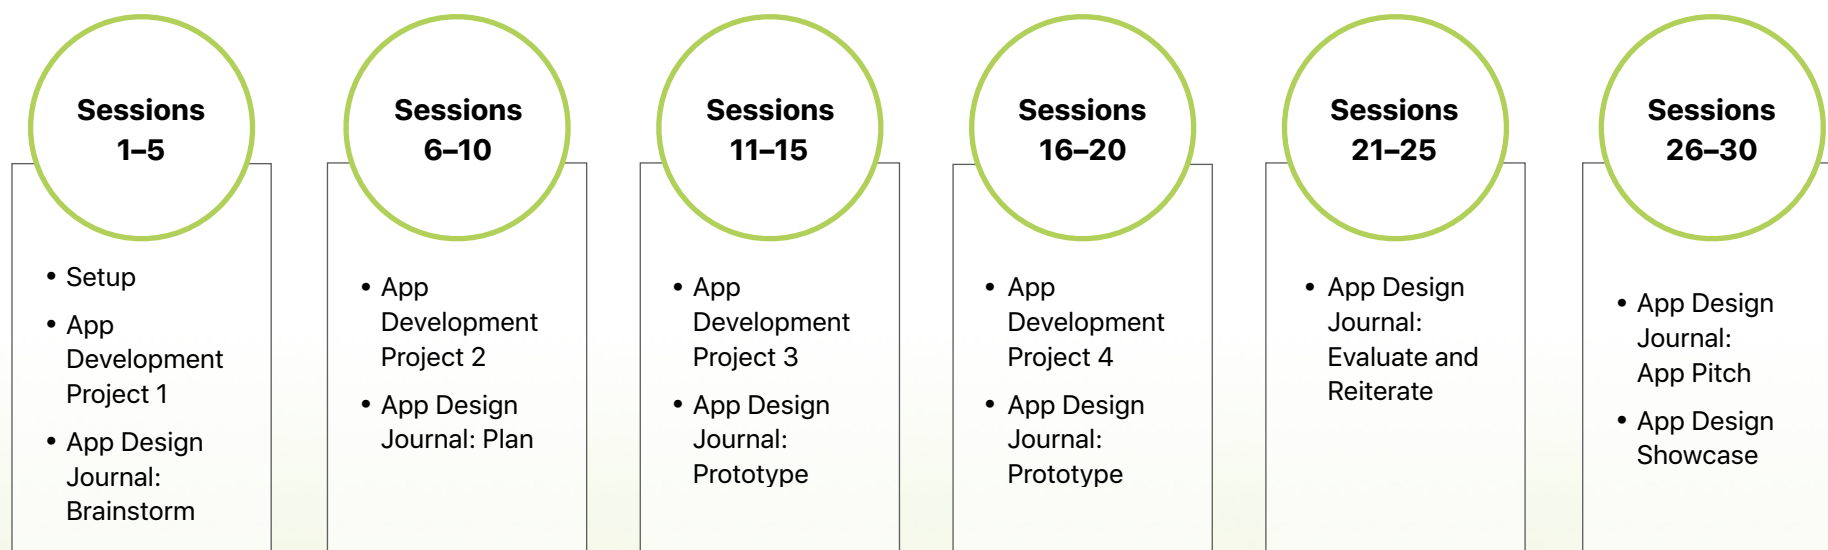 Sessions
1–5
• Setup
• App
Development
Project 1
• App Design
Journal:
Brainstorm
Sessions
6–10
• App
Development
Project 2
• App Design
Journal: Plan
Sessions
11–15
• App
Development
Project 3
• App Design
Journal:
Prototype
Sessions
16–20
• App
Development
Project 4
• App Design
Journal:
Prototype
Sessions
21–25
• App Design
Journal:
Evaluate and
Reiterate
Sessions
26–30
• App Design
Journal:
App Pitch
• App Design
Showcase